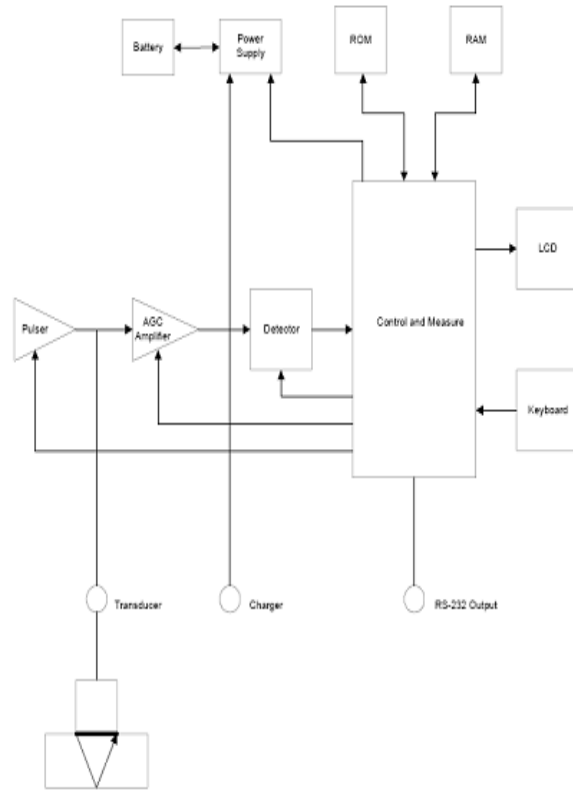 Battery
Power
Supply
ROM
RAM
LCD
Pulser
AGC
Amplifier
Detector
Control and Measure
Keyboard
Transducer
Charger
RS-232 Output